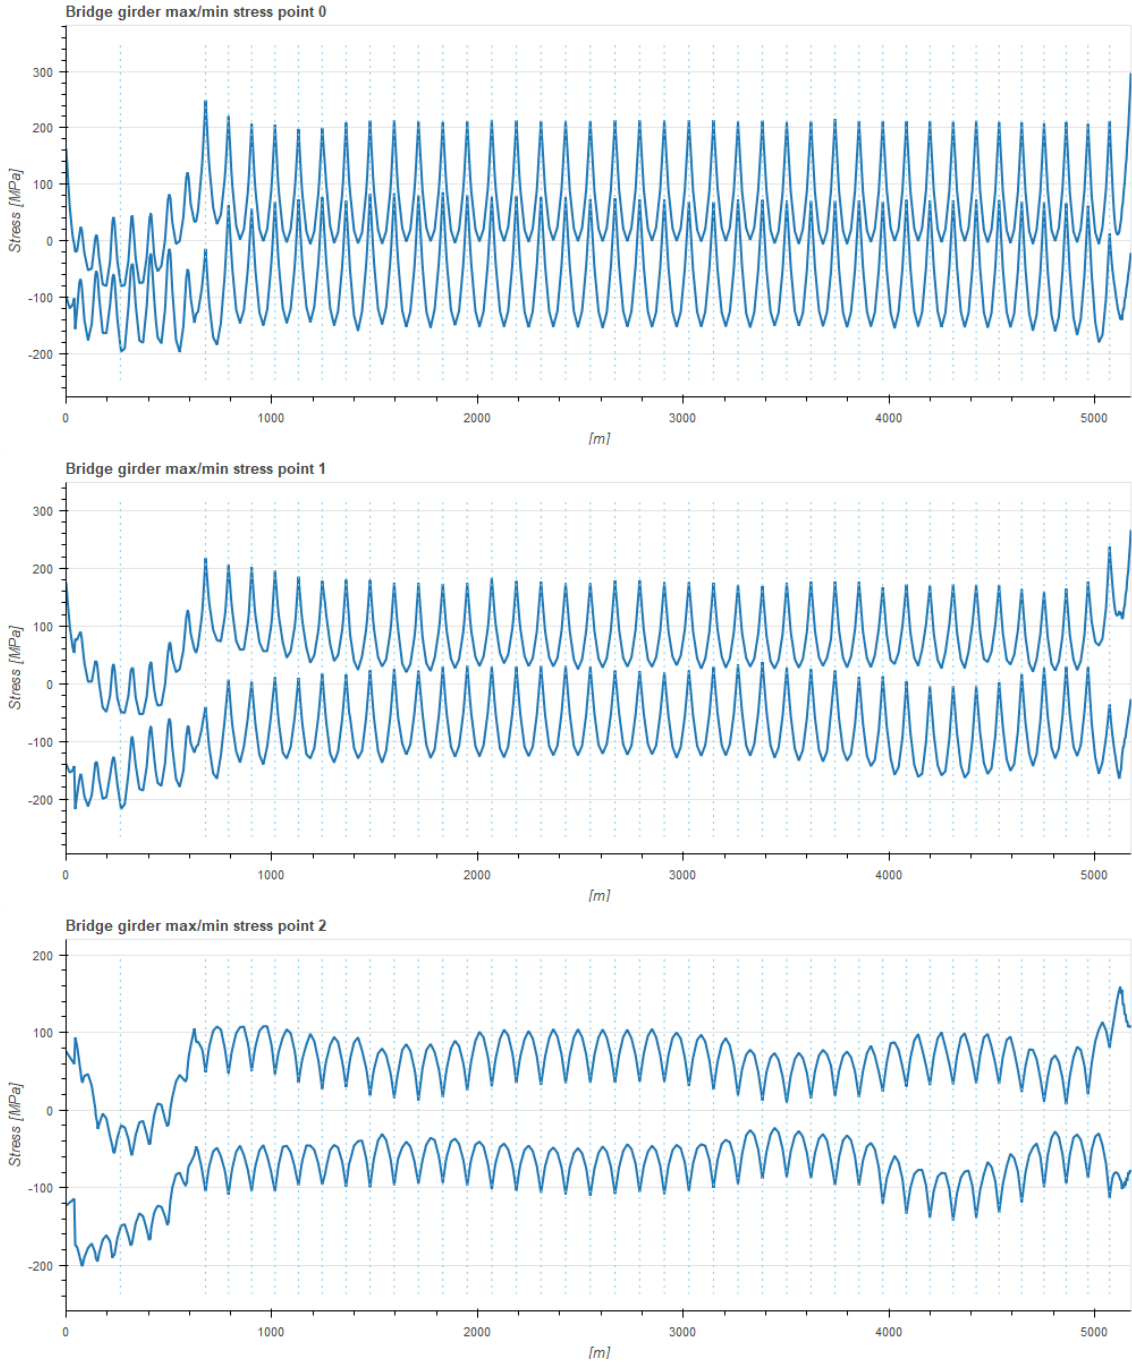 Bridge girder max/min stress point 0
300
200
100
0
-100
-200
Stress [MPa]
0 1000 2000 3000 4000 5000
[m]
Bridge girder max/min stress point 1
300
200
100
0
-100
-200
Stress [MPa]
0 1000 2000 3000 4000 5000
[m]
Bridge girder max/min stress point 2
200
100
0
-100
-200
Stress [MPa]
0 1000 2000 3000 4000 5000
[m]